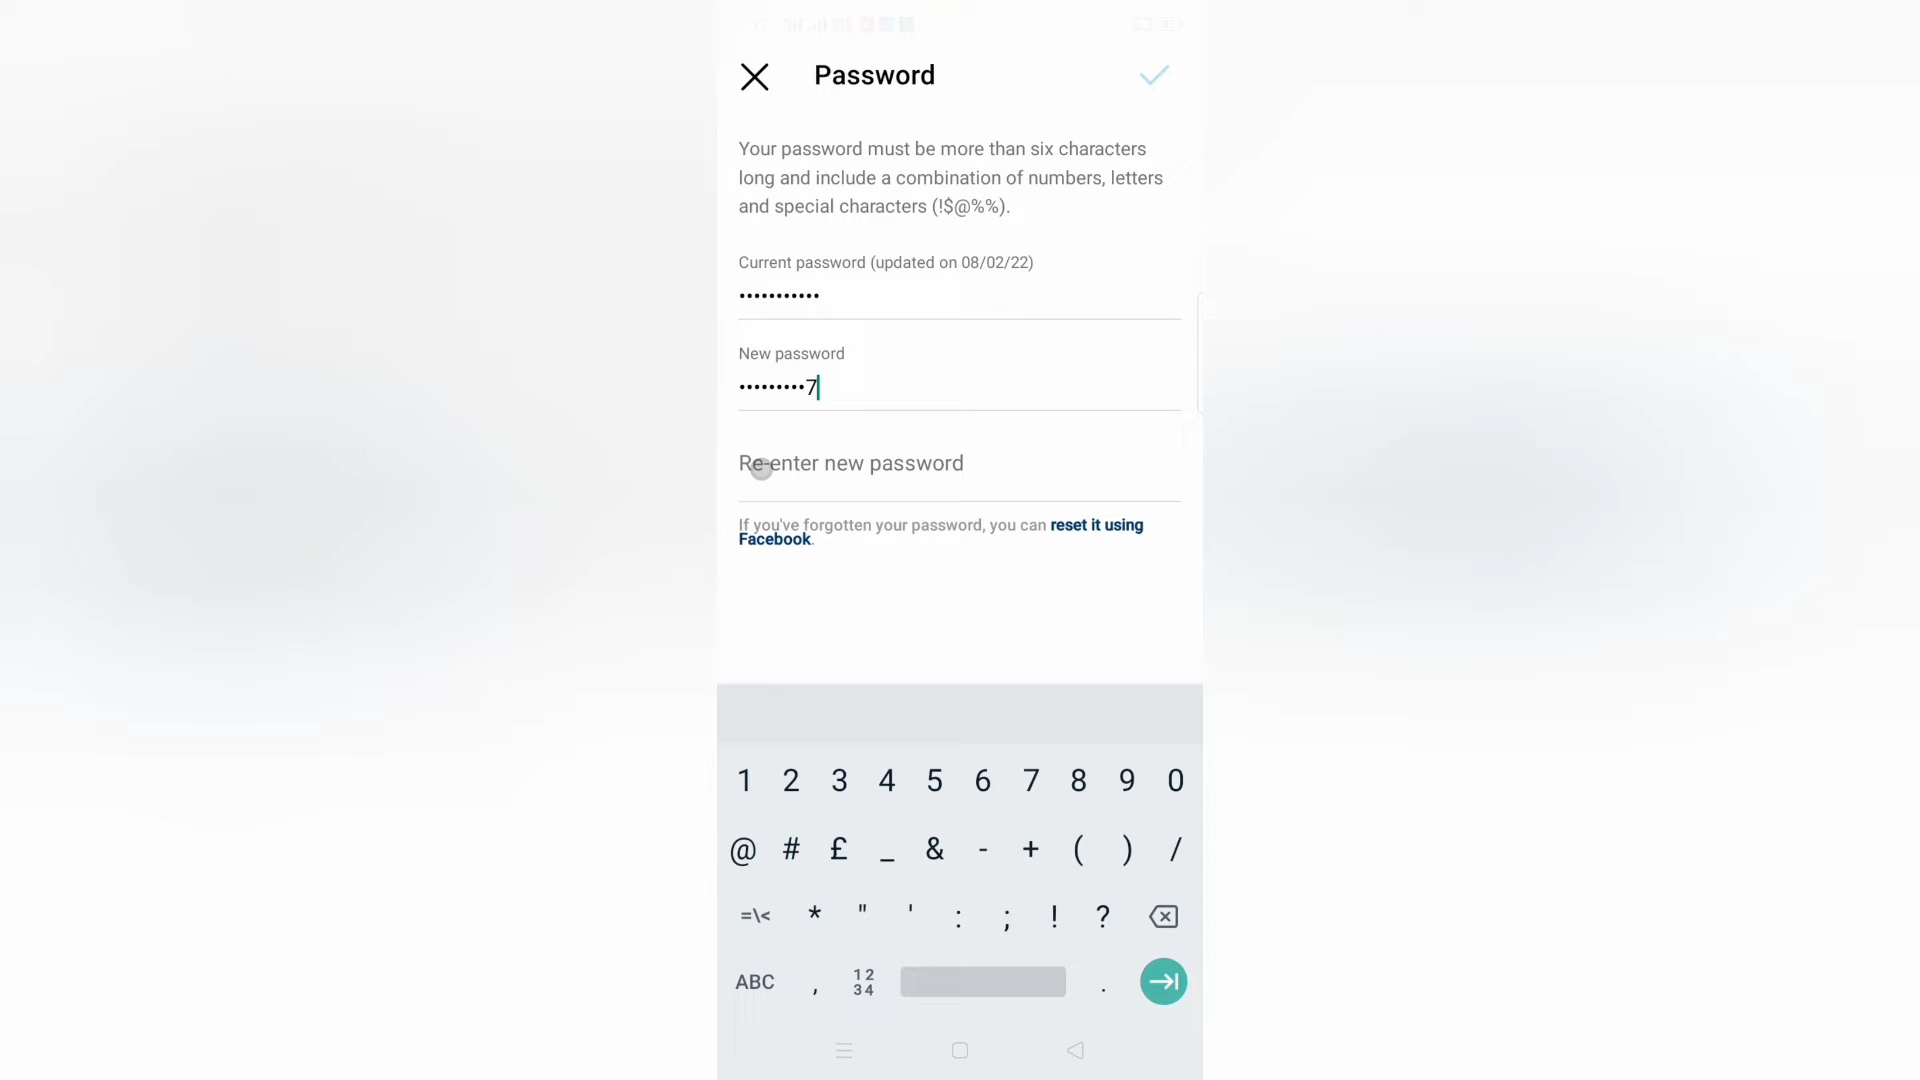 Password
Your password must be more than six characters
long and include a combination of numbers, letters
and special characters (!$@%%).
Current password (updated on 08/02/22)
•••••••••••
New password
•••••••••7
Re-enter new password
If you've forgotten your password, you can reset it using
Facebook.
1 2 3 4 5 6 7 8 9 0
@ # £ _ & - + ( ) /
=\< * " ' : ; ! ?
ABC , 12 .
34